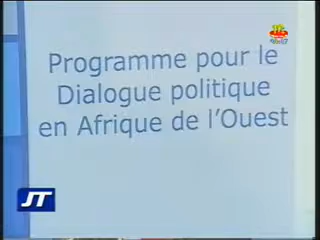 Programme pour le
Dialogue politique
en Afrique de l'Ouest
JT